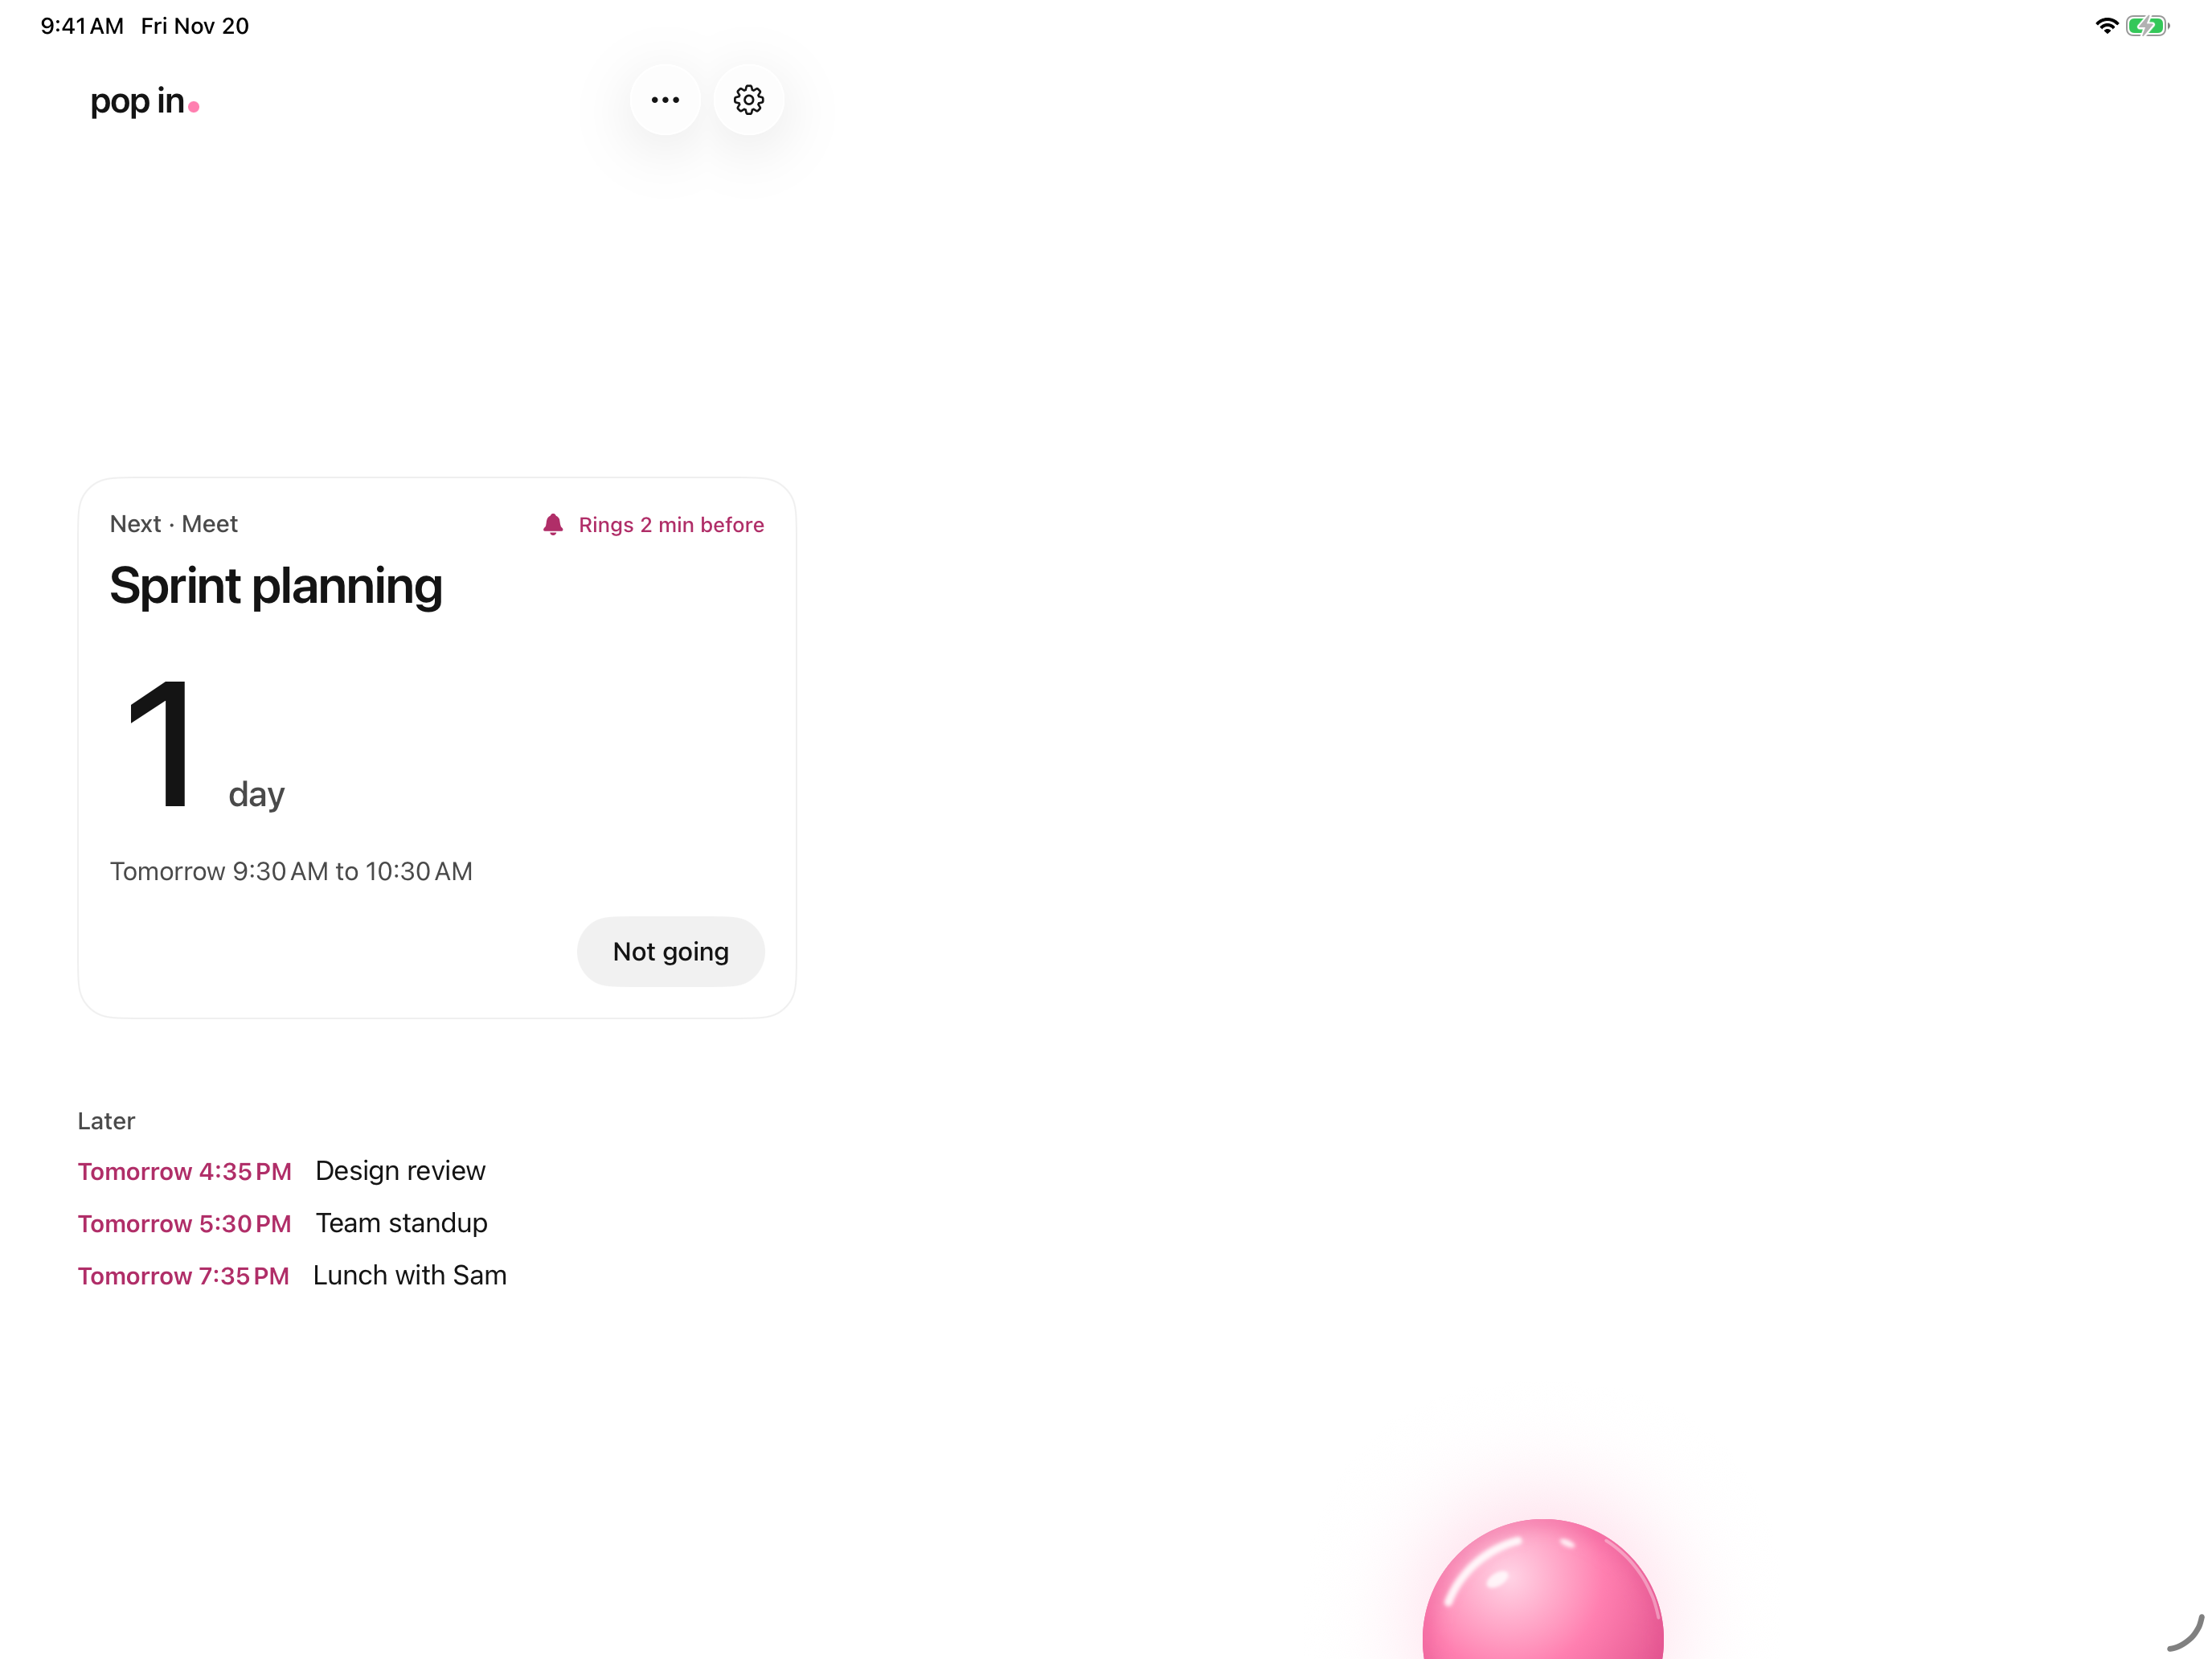 9:41 AM Fri Nov 20
pop in
Next · Meet
Rings 2 min before
Sprint planning
1 day
Tomorrow 9:30 AM to 10:30 AM
Not going
Later
Tomorrow 4:35 PM Design review
Tomorrow 5:30 PM Team standup
Tomorrow 7:35 PM Lunch with Sam